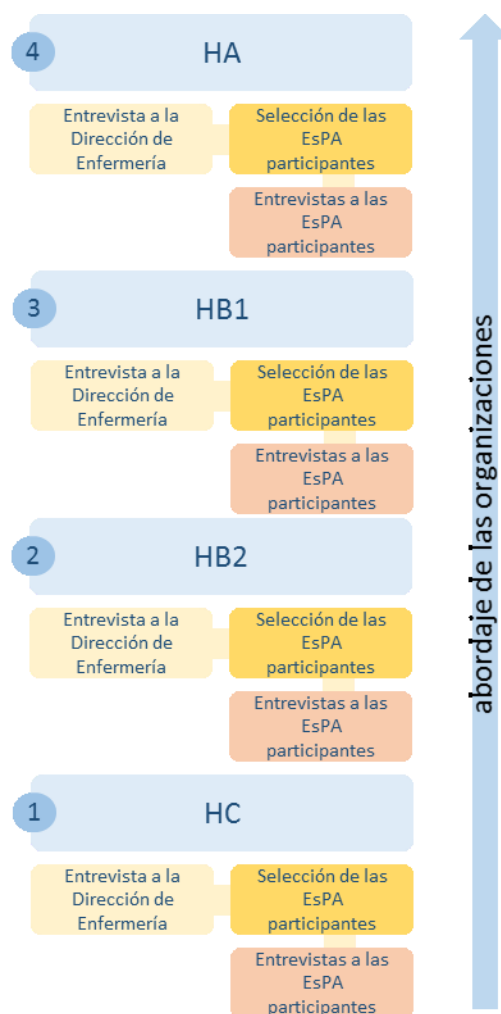 4
HA
Entrevista a la
Dirección de
Enfermería
Selección de las
EsPA
participantes
Entrevistas a las
EsPA
participantes
3
HB1
Entrevista a la
Dirección de
Enfermería
Selección de las
EsPA
participantes
Entrevistas a las
EsPA
participantes
2
HB2
Entrevista a la
Dirección de
Enfermería
Selección de las
EsPA
participantes
Entrevistas a las
EsPA
participantes
1
HC
Entrevista a la
Dirección de
Enfermería
Selección de las
EsPA
participantes
Entrevistas a las
EsPA
participantes
abordaje de las organizaciones